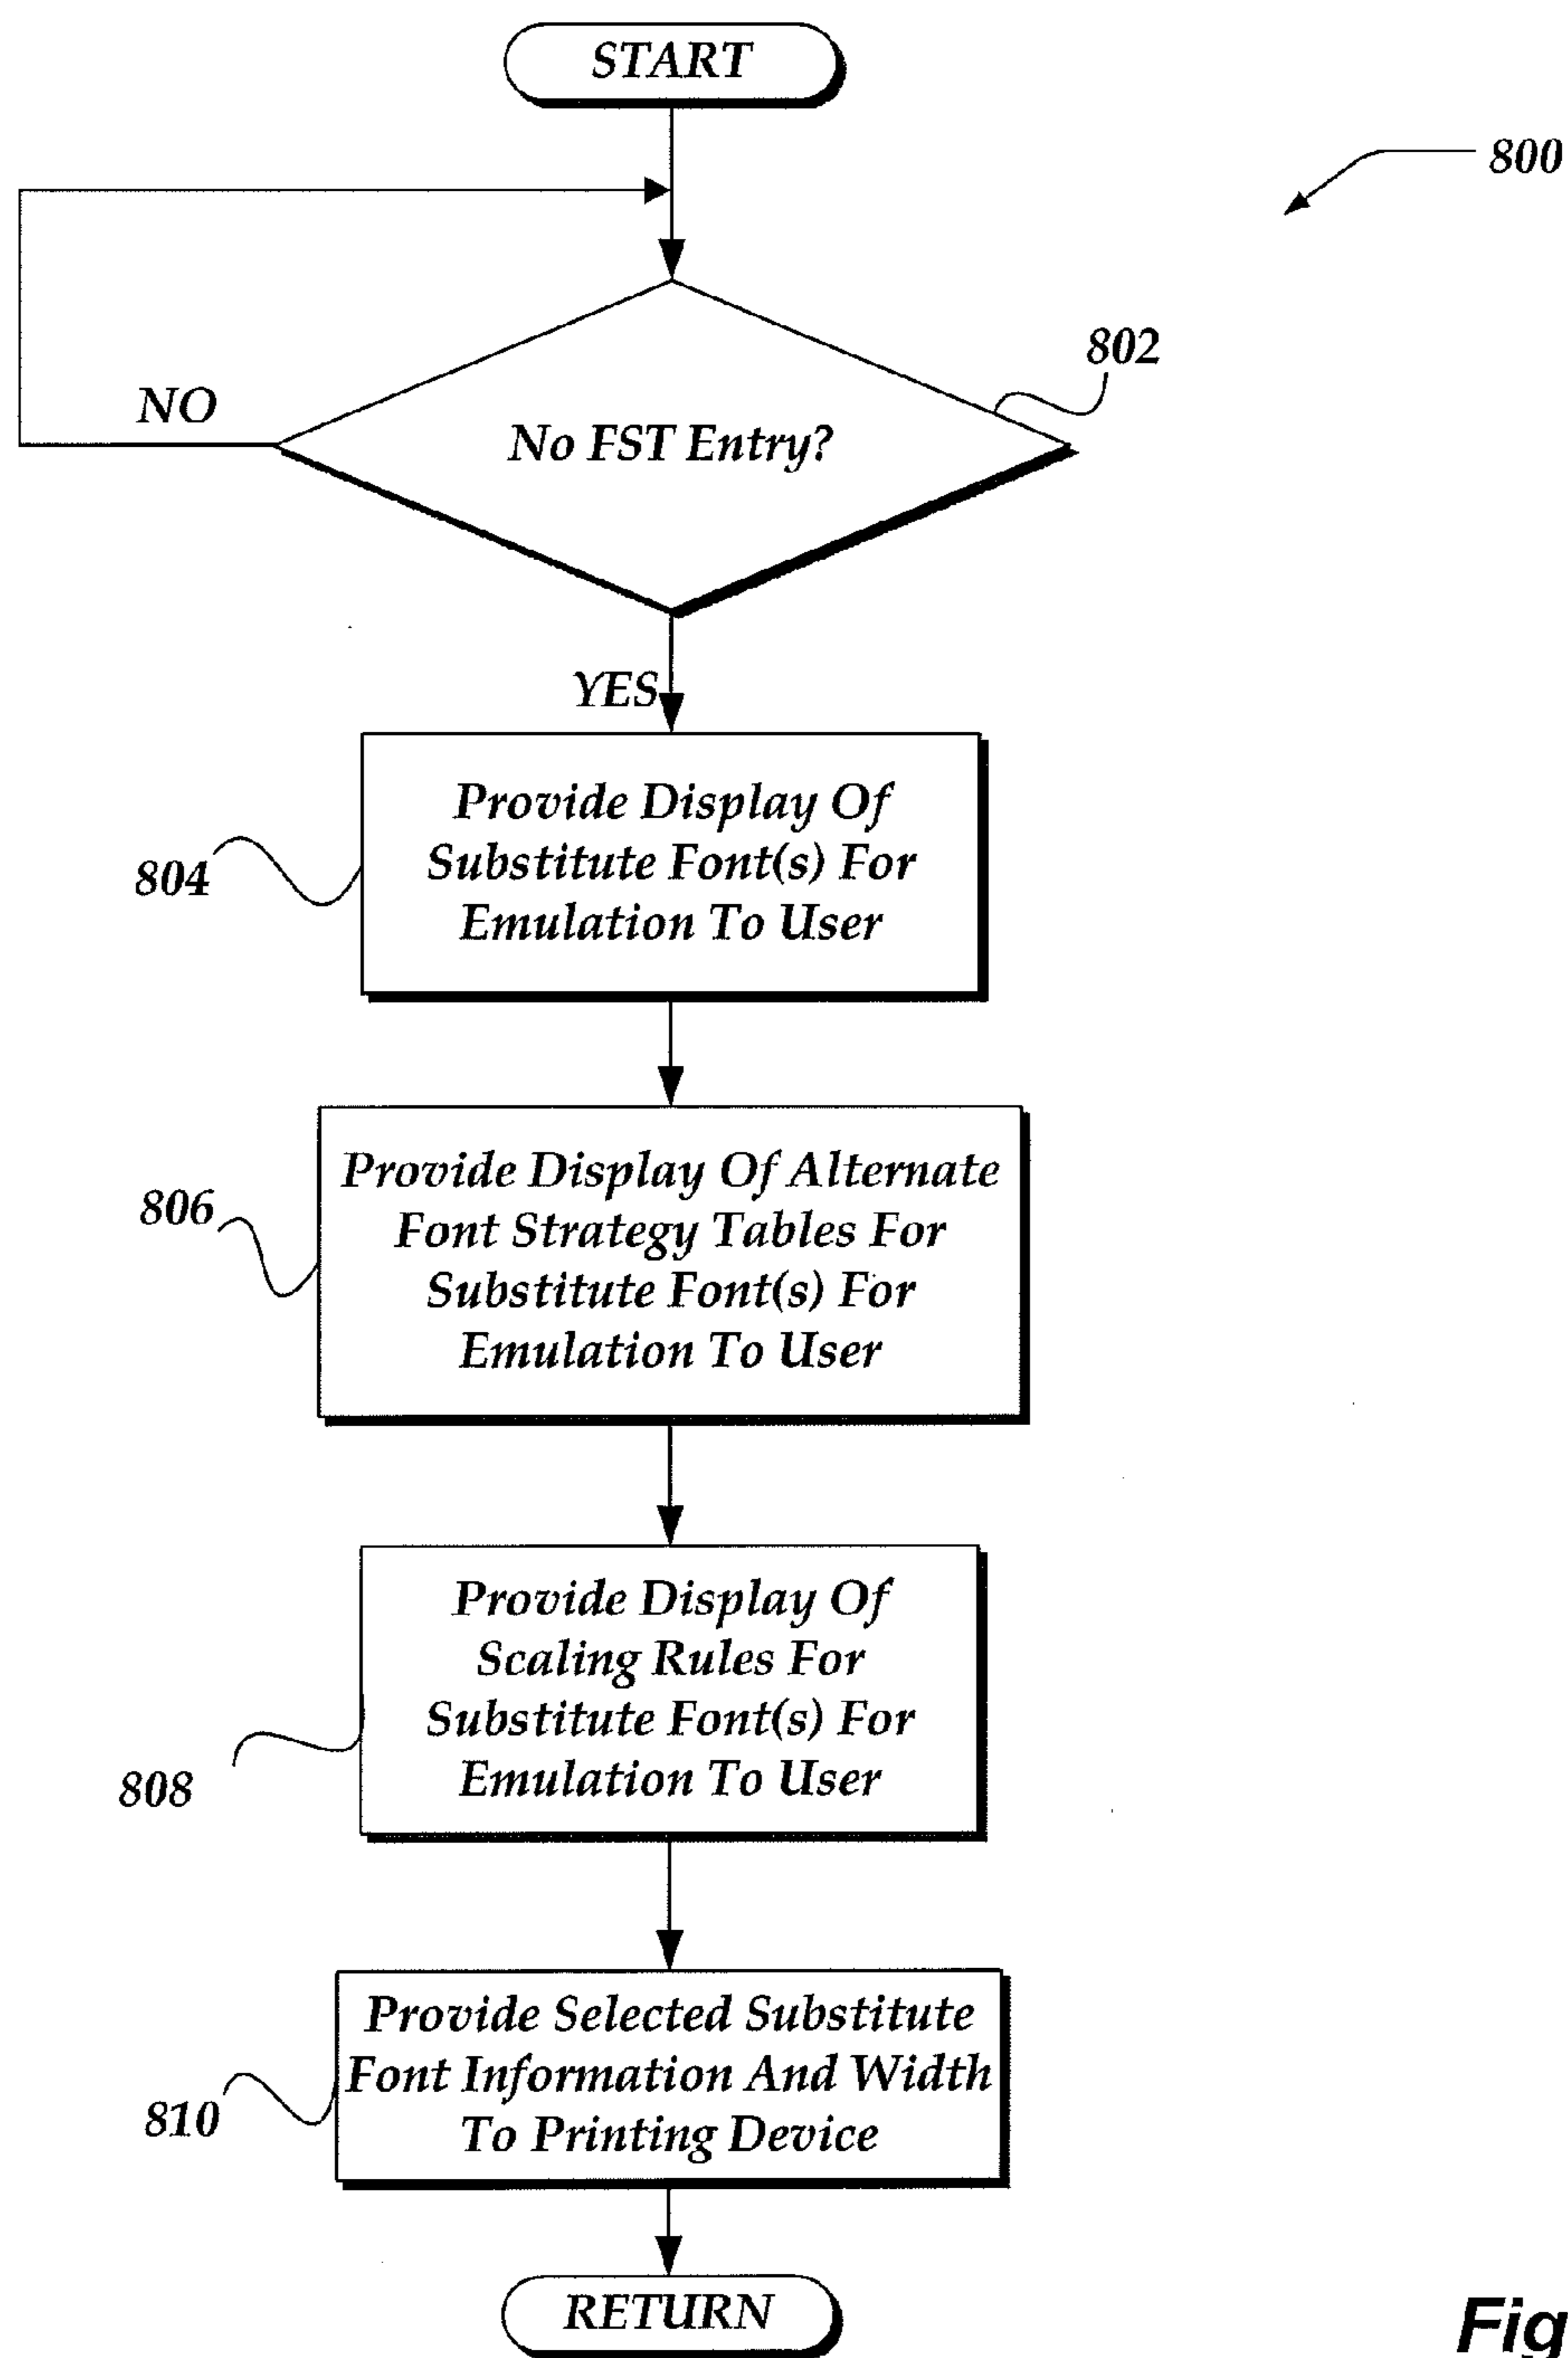 START
800
802
NO
No FST Entry?
YES
Provide Display Of
Substitute Font(s) For
Emulation To User
804
Provide Display Of Alternate
Font Strategy Tables For
Substitute Font(s) For
Emulation To User
806
Provide Display Of
Scaling Rules For
Substitute Font(s) For
Emulation To User
808
Provide Selected Substitute
Font Information And Width
To Printing Device
810
RETURN
Fig